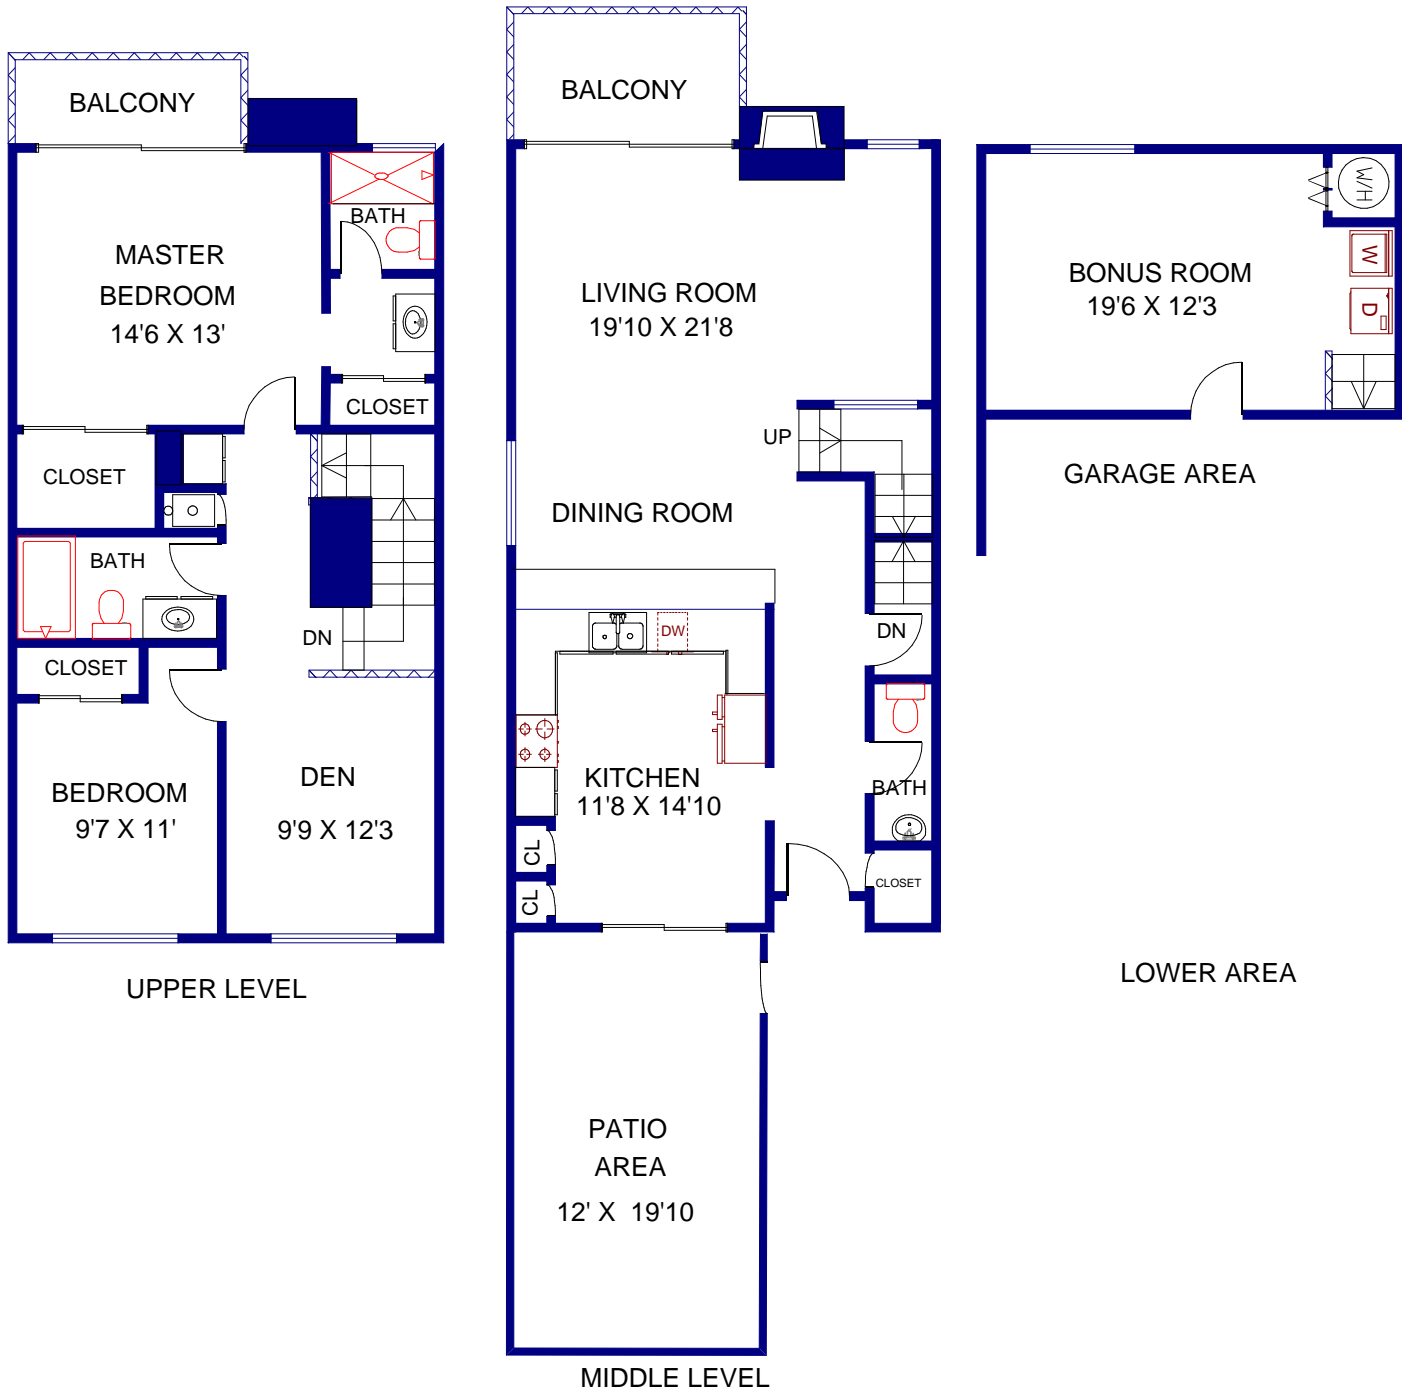 BALCONY
MASTER
BEDROOM
14'6 X 13'
BATH
CLOSET
CLOSET
BATH
DN
CLOSET
BEDROOM
9'7 X 11'
DEN
9'9 X 12'3
UPPER LEVEL
BALCONY
LIVING ROOM
19'10 X 21'8
UP
DINING ROOM
DW
DN
KITCHEN
11'8 X 14'10
BATH
CL
CL
CLOSET
PATIO
AREA
12' X 19'10
MIDDLE LEVEL
W/H
BONUS ROOM
19'6 X 12'3
W
D
GARAGE AREA
LOWER AREA